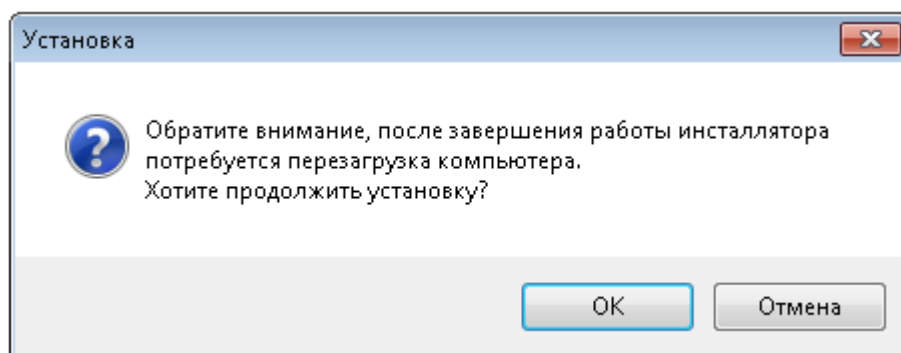 Установка
Обратите внимание, после завершения работы инсталлятора
потребуется перезагрузка компьютера.
Хотите продолжить установку?
OK
Отмена